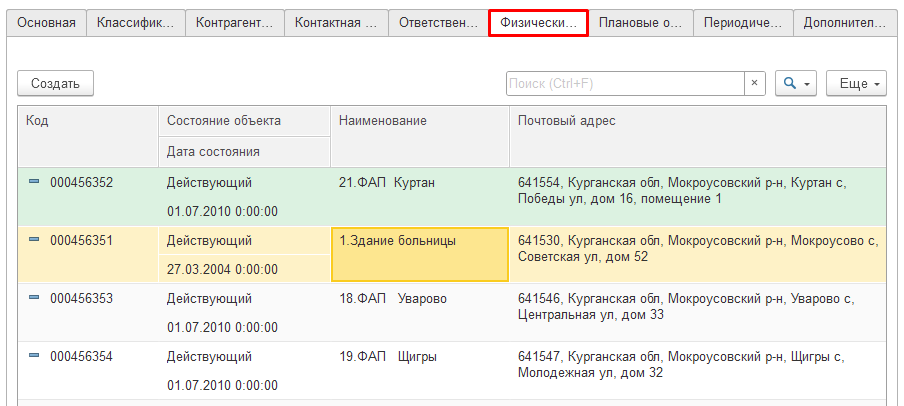 Основная Классифик... Контрагент... Контактная ... Ответствен... Физически... Плановые о... Периодиче... Дополнител...
Создать Поиск (Ctrl+F) × Еще
Код Состояние объекта Наименование Почтовый адрес
Дата состояния
000456352 Действующий 21.ФАП Куртан 641554, Курганская обл, Мокроусовский р-н, Куртан с,
Победы ул, дом 16, помещение 1
01.07.2010 0:00:00
000456351 Действующий 1.Здание больницы 641530, Курганская обл, Мокроусовский р-н, Мокроусово с,
Советская ул, дом 52
27.03.2004 0:00:00
000456353 Действующий 18.ФАП Уварово 641546, Курганская обл, Мокроусовский р-н, Уварово с,
Центральная ул, дом 33
01.07.2010 0:00:00
000456354 Действующий 19.ФАП Щигры 641547, Курганская обл, Мокроусовский р-н, Щигры с,
Молодежная ул, дом 32
01.07.2010 0:00:00